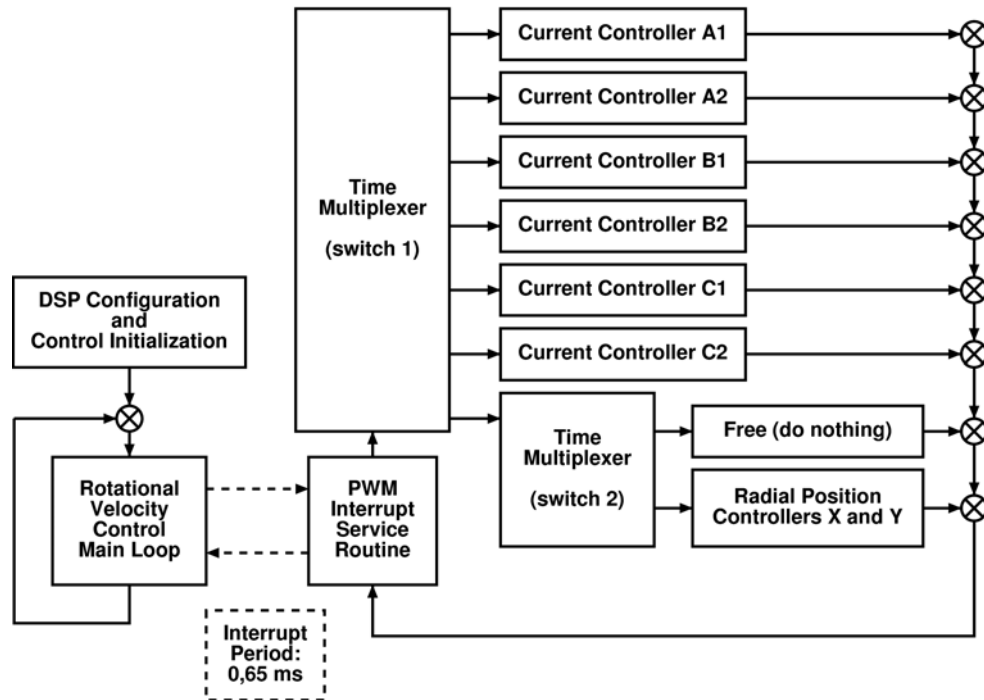 Time
Multiplexer
(switch 1)
Current Controller A1
Current Controller A2
Current Controller B1
Current Controller B2
Current Controller C1
Current Controller C2
DSP Configuration
and
Control Initialization
Rotational
Velocity
Control
Main Loop
PWM
Interrupt
Service
Routine
Time
Multiplexer
(switch 2)
Free (do nothing)
Radial Position
Controllers X and Y
Interrupt
Period:
0,65 ms